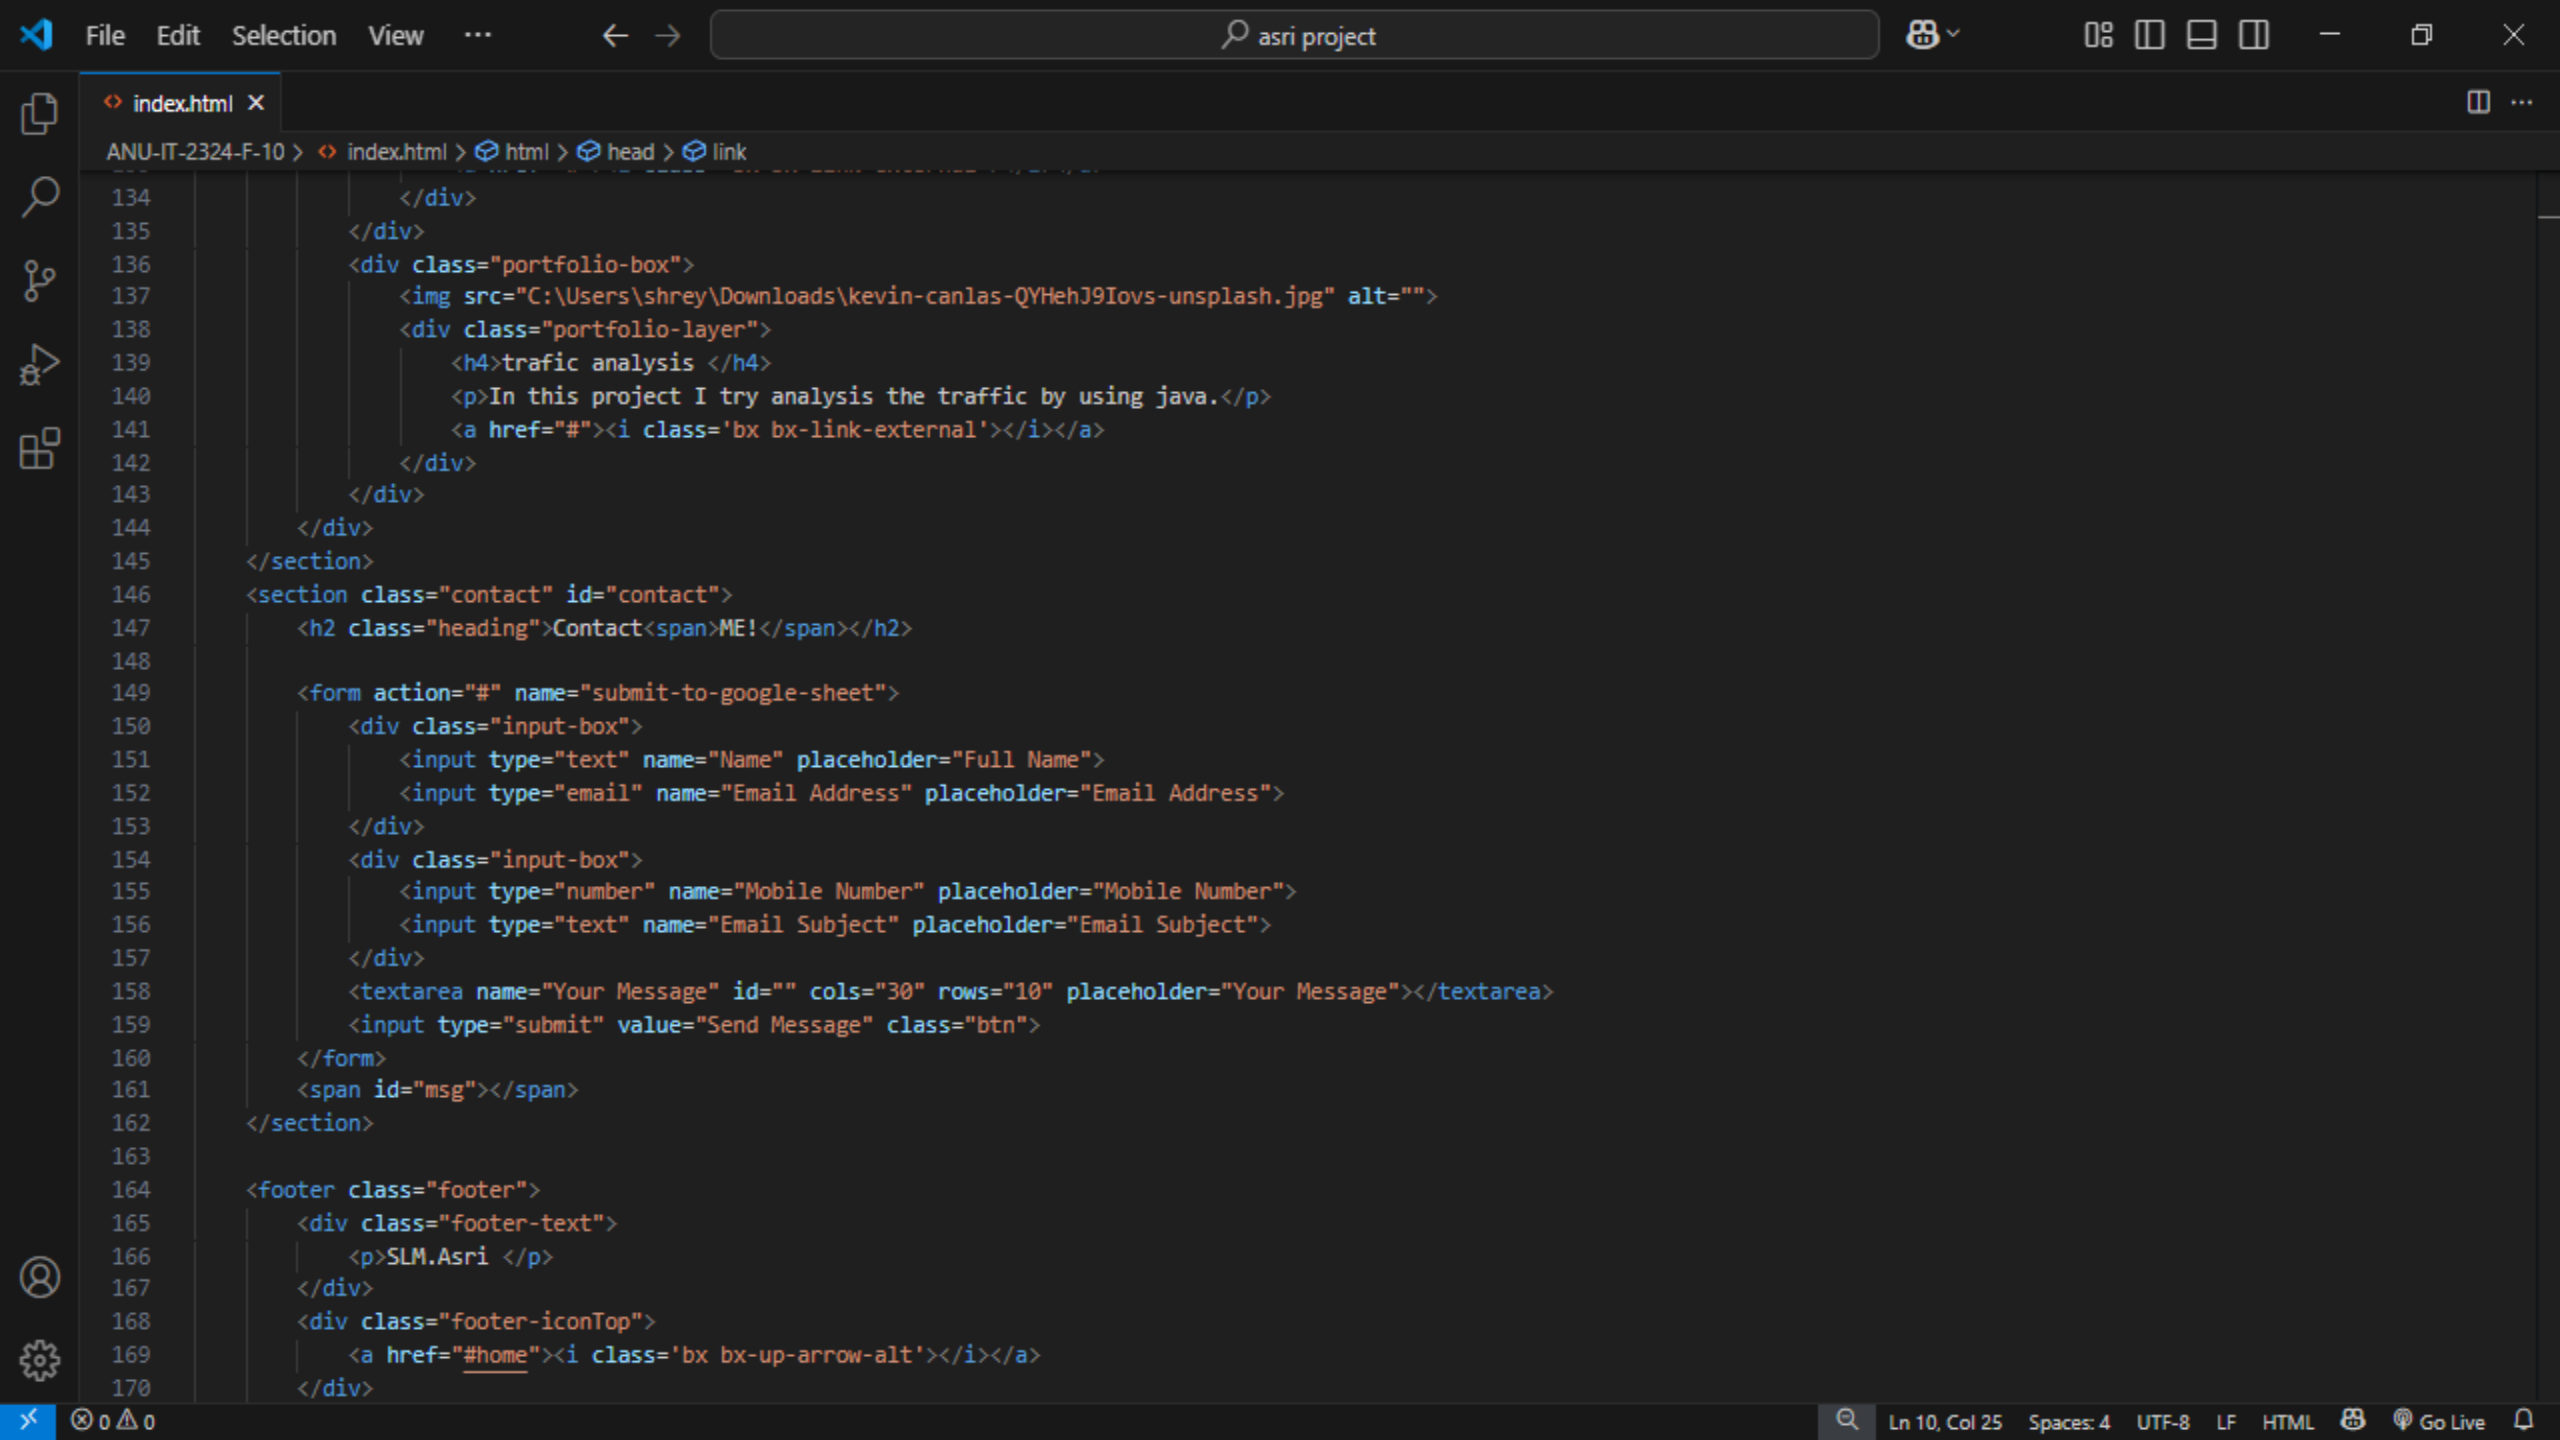 File Edit Selection View ··· asri project
index.html
ANU-IT-2324-F-10 > index.html > html > head > link
134 </div>
135 </div>
136 <div class="portfolio-box">
137 <img src="C:\Users\shrey\Downloads\kevin-canlas-QYHehJ9Iovs-unsplash.jpg" alt="">
138 <div class="portfolio-layer">
139 <h4>trafic analysis </h4>
140 <p>In this project I try analysis the traffic by using java.</p>
141 <a href="#"><i class='bx bx-link-external'></i></a>
142 </div>
143 </div>
144 </div>
145 </section>
146 <section class="contact" id="contact">
147 <h2 class="heading">Contact<span>ME!</span></h2>
148
149 <form action="#" name="submit-to-google-sheet">
150 <div class="input-box">
151 <input type="text" name="Name" placeholder="Full Name">
152 <input type="email" name="Email Address" placeholder="Email Address">
153 </div>
154 <div class="input-box">
155 <input type="number" name="Mobile Number" placeholder="Mobile Number">
156 <input type="text" name="Email Subject" placeholder="Email Subject">
157 </div>
158 <textarea name="Your Message" id="" cols="30" rows="10" placeholder="Your Message"></textarea>
159 <input type="submit" value="Send Message" class="btn">
160 </form>
161 <span id="msg"></span>
162 </section>
163
164 <footer class="footer">
165 <div class="footer-text">
166 <p>SLM.Asri </p>
167 </div>
168 <div class="footer-iconTop">
169 <a href="#home"><i class='bx bx-up-arrow-alt'></i></a>
170 </div>
0 0 Ln 10, Col 25 Spaces: 4 UTF-8 LF HTML Go Live